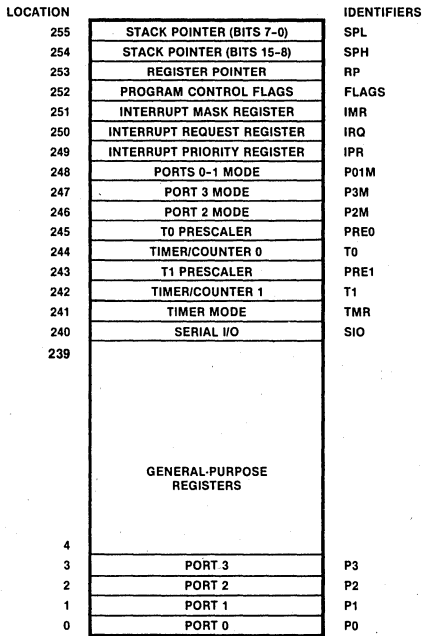 LOCATION IDENTIFIERS
255 STACK POINTER (BITS 7-0) SPL
254 STACK POINTER (BITS 15-8) SPH
253 REGISTER POINTER RP
252 PROGRAM CONTROL FLAGS FLAGS
251 INTERRUPT MASK REGISTER IMR
250 INTERRUPT REQUEST REGISTER IRQ
249 INTERRUPT PRIORITY REGISTER IPR
248 PORTS 0-1 MODE P01M
247 PORT 3 MODE P3M
246 PORT 2 MODE P2M
245 T0 PRESCALER PRE0
244 TIMER/COUNTER 0 T0
243 T1 PRESCALER PRE1
242 TIMER/COUNTER 1 T1
241 TIMER MODE TMR
240 SERIAL I/O SIO
239
GENERAL-PURPOSE
REGISTERS
4
3 PORT 3 P3
2 PORT 2 P2
1 PORT 1 P1
0 PORT 0 P0